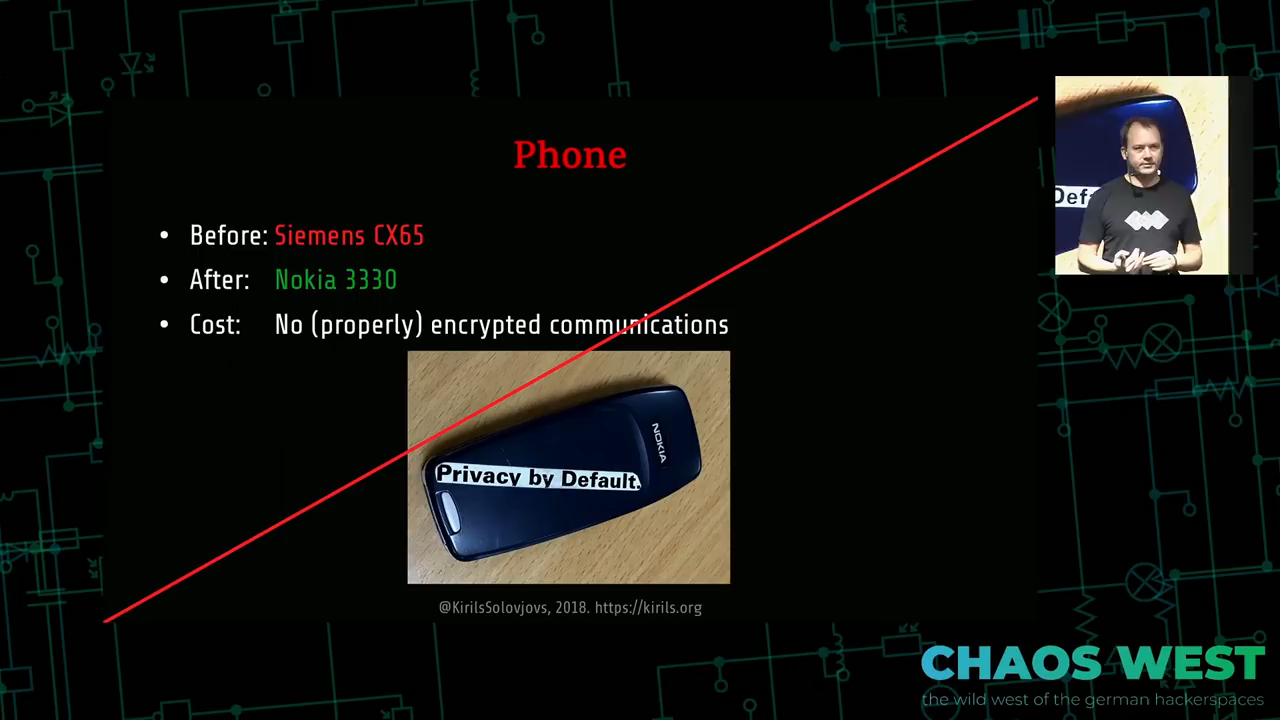 Phone
• Before: Siemens CX65
• After: Nokia 3330
• Cost: No (properly) encrypted communications
NOKIA
Privacy by Default.
@KirilsSolovjovs, 2018. https://kirils.org
Defa
CHAOS WEST
the wild west of the german hackerspaces